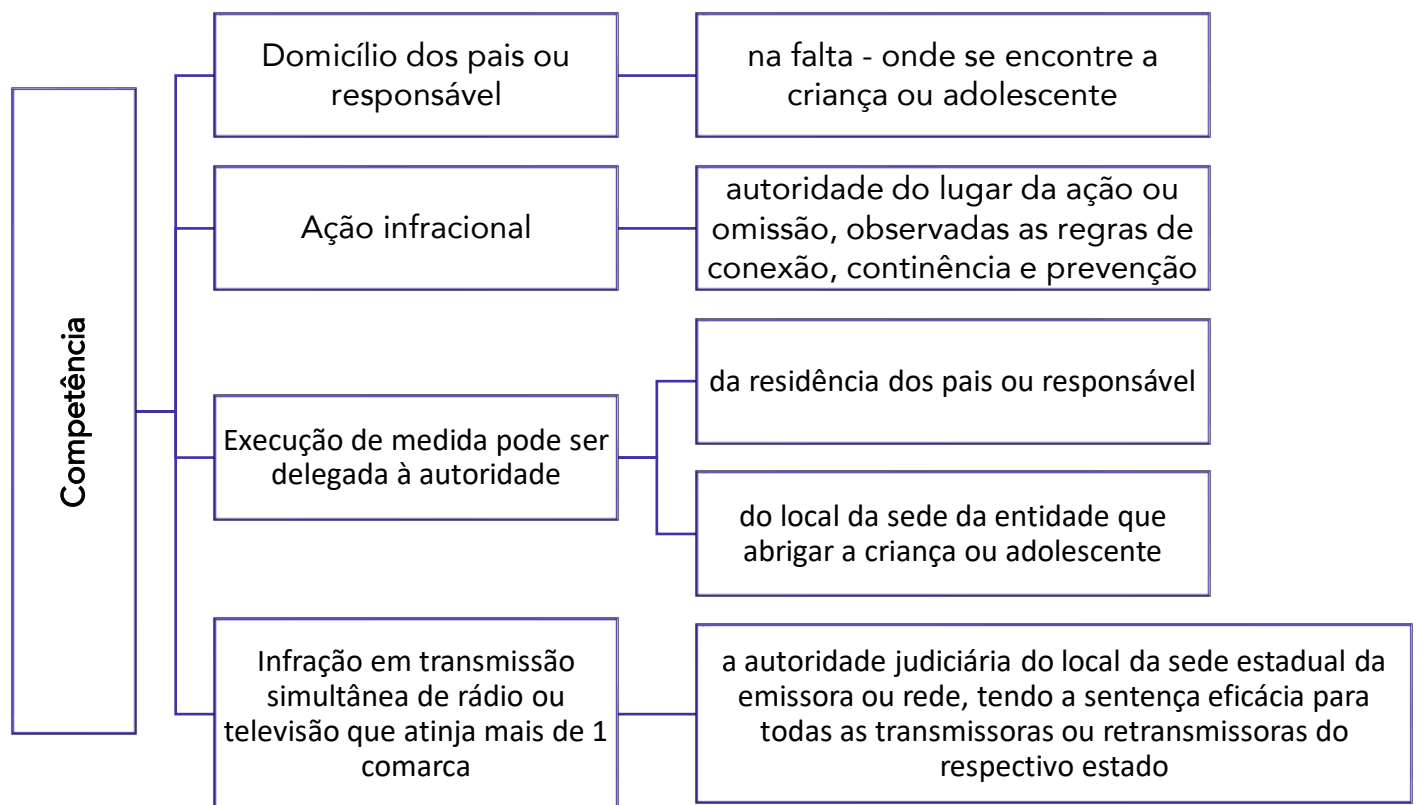 Competência
Domicílio dos pais ou
responsável
na falta - onde se encontre a
criança ou adolescente
Ação infracional
autoridade do lugar da ação ou
omissão, observadas as regras de
conexão, continência e prevenção
Execução de medida pode ser
delegada à autoridade
da residência dos pais ou responsável
do local da sede da entidade que
abrigar a criança ou adolescente
Infração em transmissão
simultânea de rádio ou
televisão que atinja mais de 1
comarca
a autoridade judiciária do local da sede estadual da
emissora ou rede, tendo a sentença eficácia para
todas as transmissoras ou retransmissoras do
respectivo estado